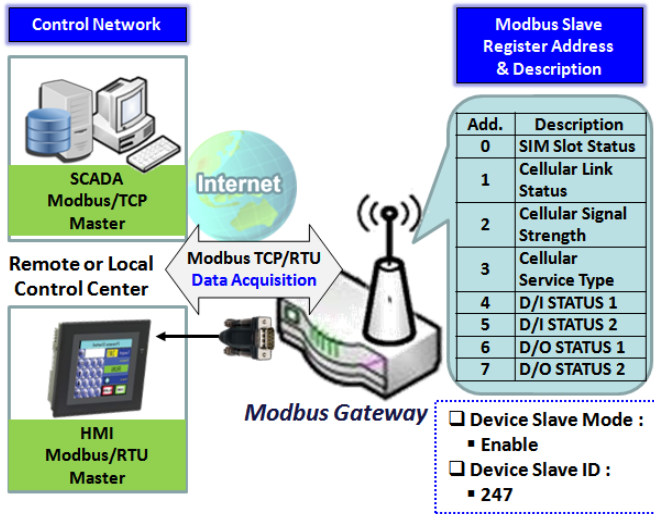 Control Network
SCADA
Modbus/TCP
Master
Internet
Modbus TCP/RTU
Data Acquisition
Remote or Local
Control Center
HMI
Modbus/RTU
Master
Modbus Gateway
Modbus Slave
Register Address
& Description
Add. Description
0 SIM Slot Status
1 Cellular Link
Status
2 Cellular Signal
Strength
3 Cellular
Service Type
4 D/I STATUS 1
5 D/I STATUS 2
6 D/O STATUS 1
7 D/O STATUS 2
❑ Device Slave Mode :
▪ Enable
❑ Device Slave ID :
▪ 247